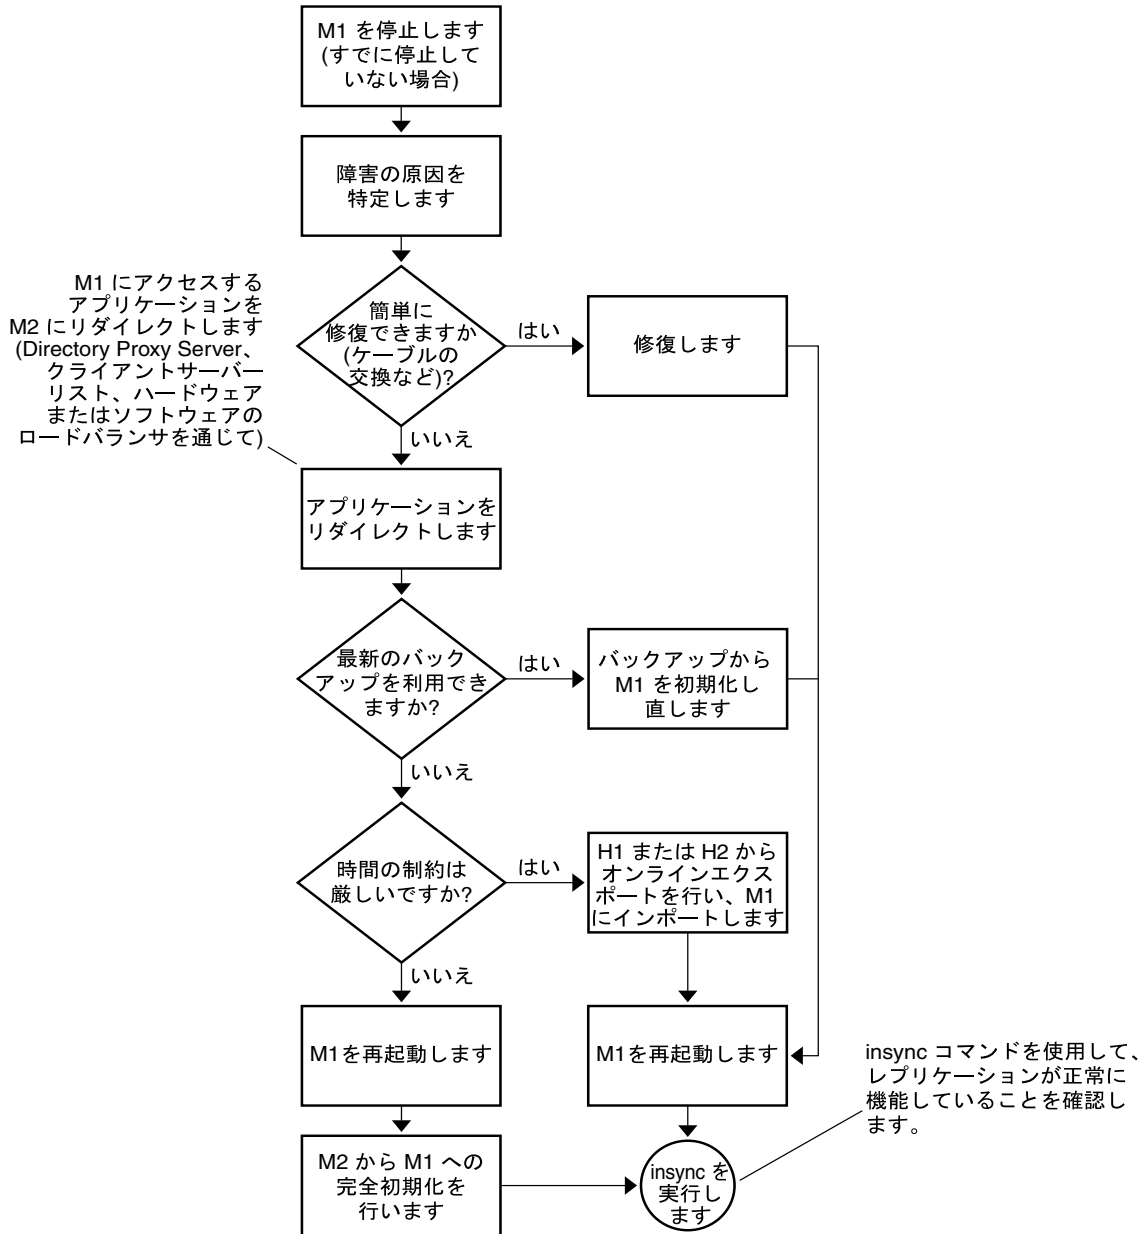 M1 を停止します
(すでに停止して
いない場合)
障害の原因を
特定します
M1 にアクセスする
アプリケーションを
M2 にリダイレクトします
(Directory Proxy Server、
クライアントサーバー
リスト、ハードウェア
またはソフトウェアの
ロードバランサを通じて)
簡単に
修復できますか
(ケーブルの
交換など)?
はい
修復します
いいえ
アプリケーションを
リダイレクトします
最新のバック
アップを利用でき
ますか?
はい
バックアップから
M1 を初期化し
直します
いいえ
時間の制約は
厳しいですか?
はい
H1 または H2 から
オンラインエクス
ポートを行い、M1
にインポートします
いいえ
M1を再起動します
M1を再起動します
insync コマンドを使用して、
レプリケーションが正常に
機能していることを確認し
ます。
M2 から M1 への
完全初期化を
行います
insync を
実行し
ます